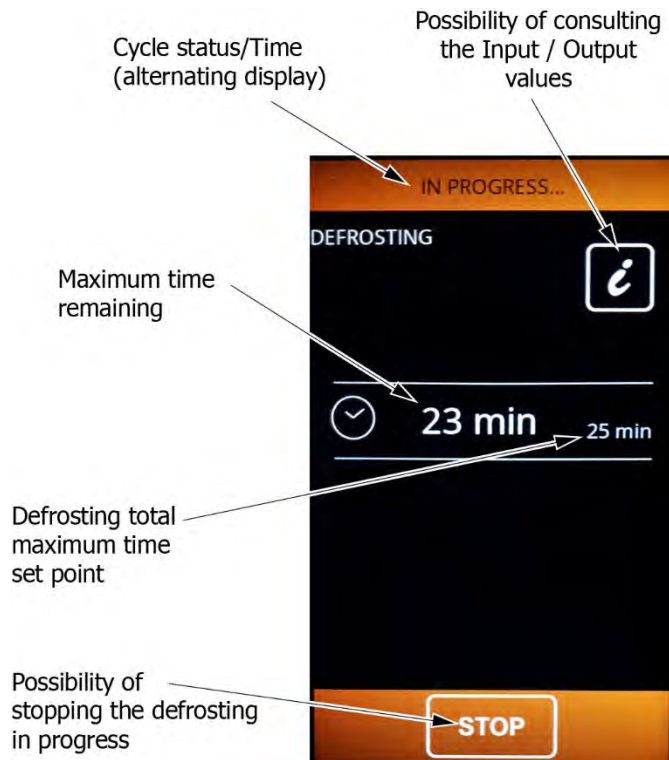 Possibility of consulting
the Input / Output
values
Cycle status/Time
(alternating display)
IN PROGRESS...
DEFROSTING
i
Maximum time
remaining
23 min
25 min
Defrosting total
maximum time
set point
Possibility of
stopping the defrosting
in progress
STOP